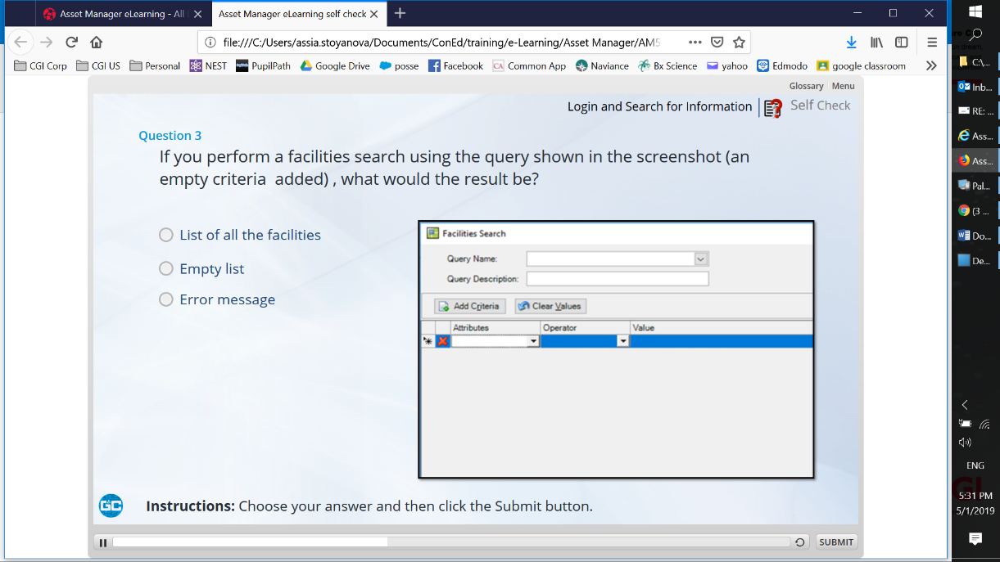 Asset Manager eLearning - All
Asset Manager eLearning self check
file:///C:/Users/assia.stoyanova/Documents/ConEd/training/e-Learning/Asset Manager/AM5
CGI Corp
CGI US
Personal
NEST
PupilPath
Google Drive
posse
Facebook
Common App
Naviance
Bx Science
yahoo
Edmodo
google classroom
Glossary
Menu
Login and Search for Information
Self Check
Question 3
If you perform a facilities search using the query shown in the screenshot (an
empty criteria added) , what would the result be?
List of all the facilities
Empty list
Error message
Facilities Search
Query Name:
Query Description:
Add Criteria
Clear Values
Attributes
Operator
Value
Instructions: Choose your answer and then click the Submit button.
SUBMIT
C:\...
Inb...
RE: ...
Ass...
Ass...
Pal...
(3 ...
Do...
De...
ENG
5:31 PM
5/1/2019